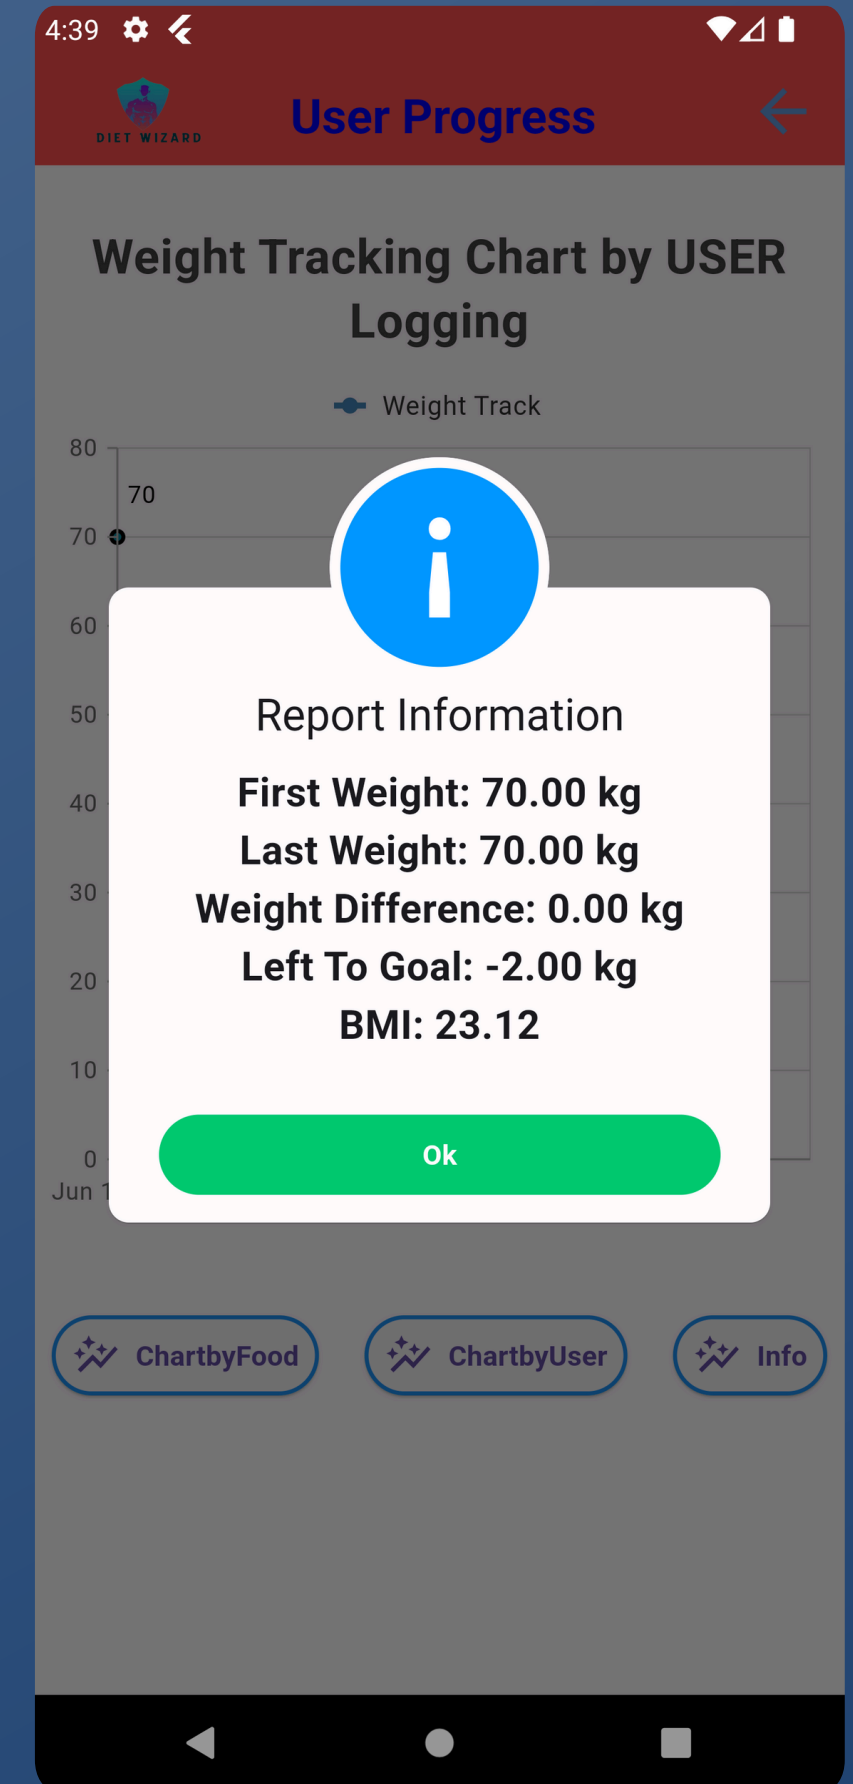 4:39
DIET WIZARD
User Progress
Weight Tracking Chart by USER
Logging
Weight Track
80
70
70
60
50
40
30
20
10
0
Jun 1
Report Information
First Weight: 70.00 kg
Last Weight: 70.00 kg
Weight Difference: 0.00 kg
Left To Goal: -2.00 kg
BMI: 23.12
Ok
ChartbyFood
ChartbyUser
Info